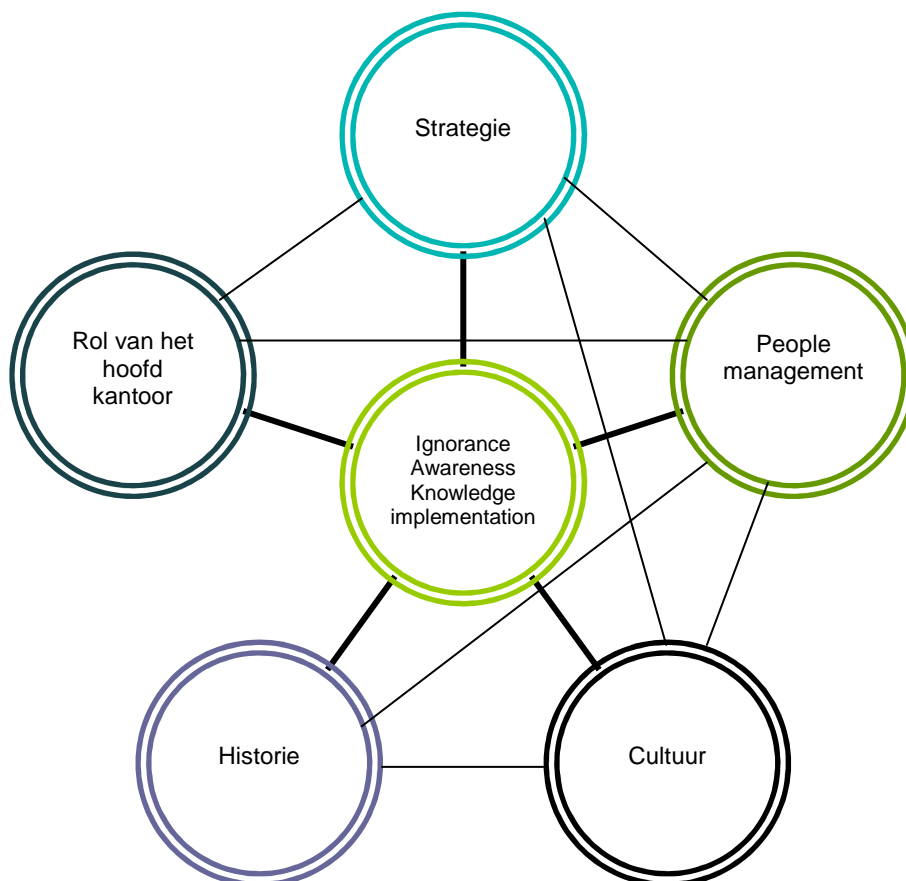 Strategie
Rol van het
hoofd
kantoor
People
management
Ignorance
Awareness
Knowledge
implementation
Historie
Cultuur